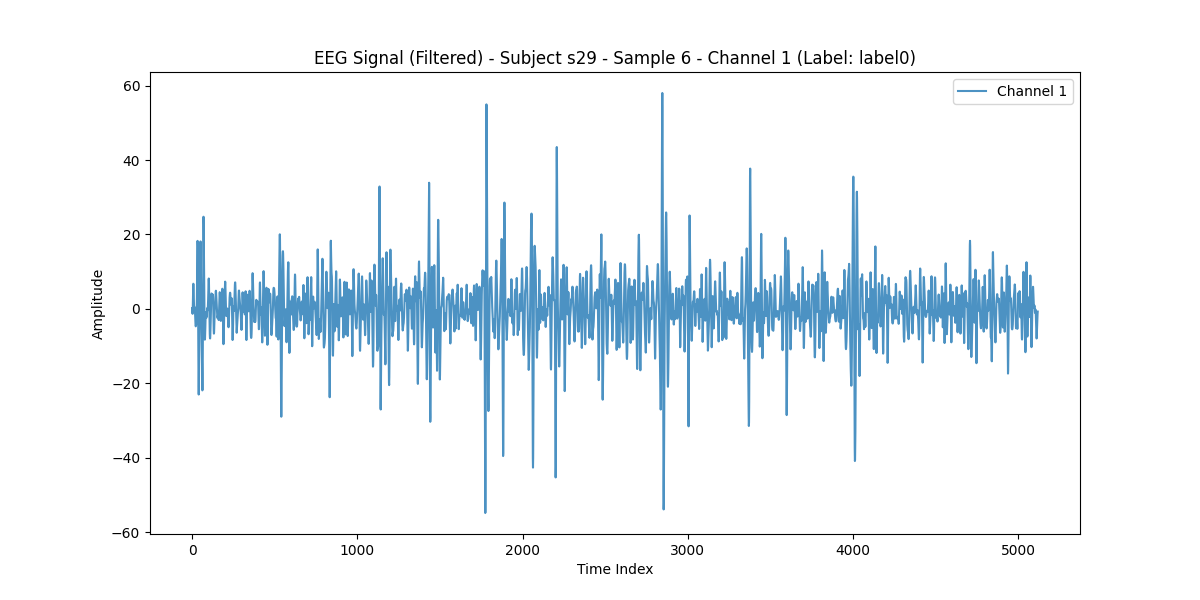 EEG Signal (Filtered) - Subject s29 - Sample 6 - Channel 1 (Label: label0)
Channel 1
60
40
20
0
−20
−40
−60
Amplitude
0 1000 2000 3000 4000 5000
Time Index